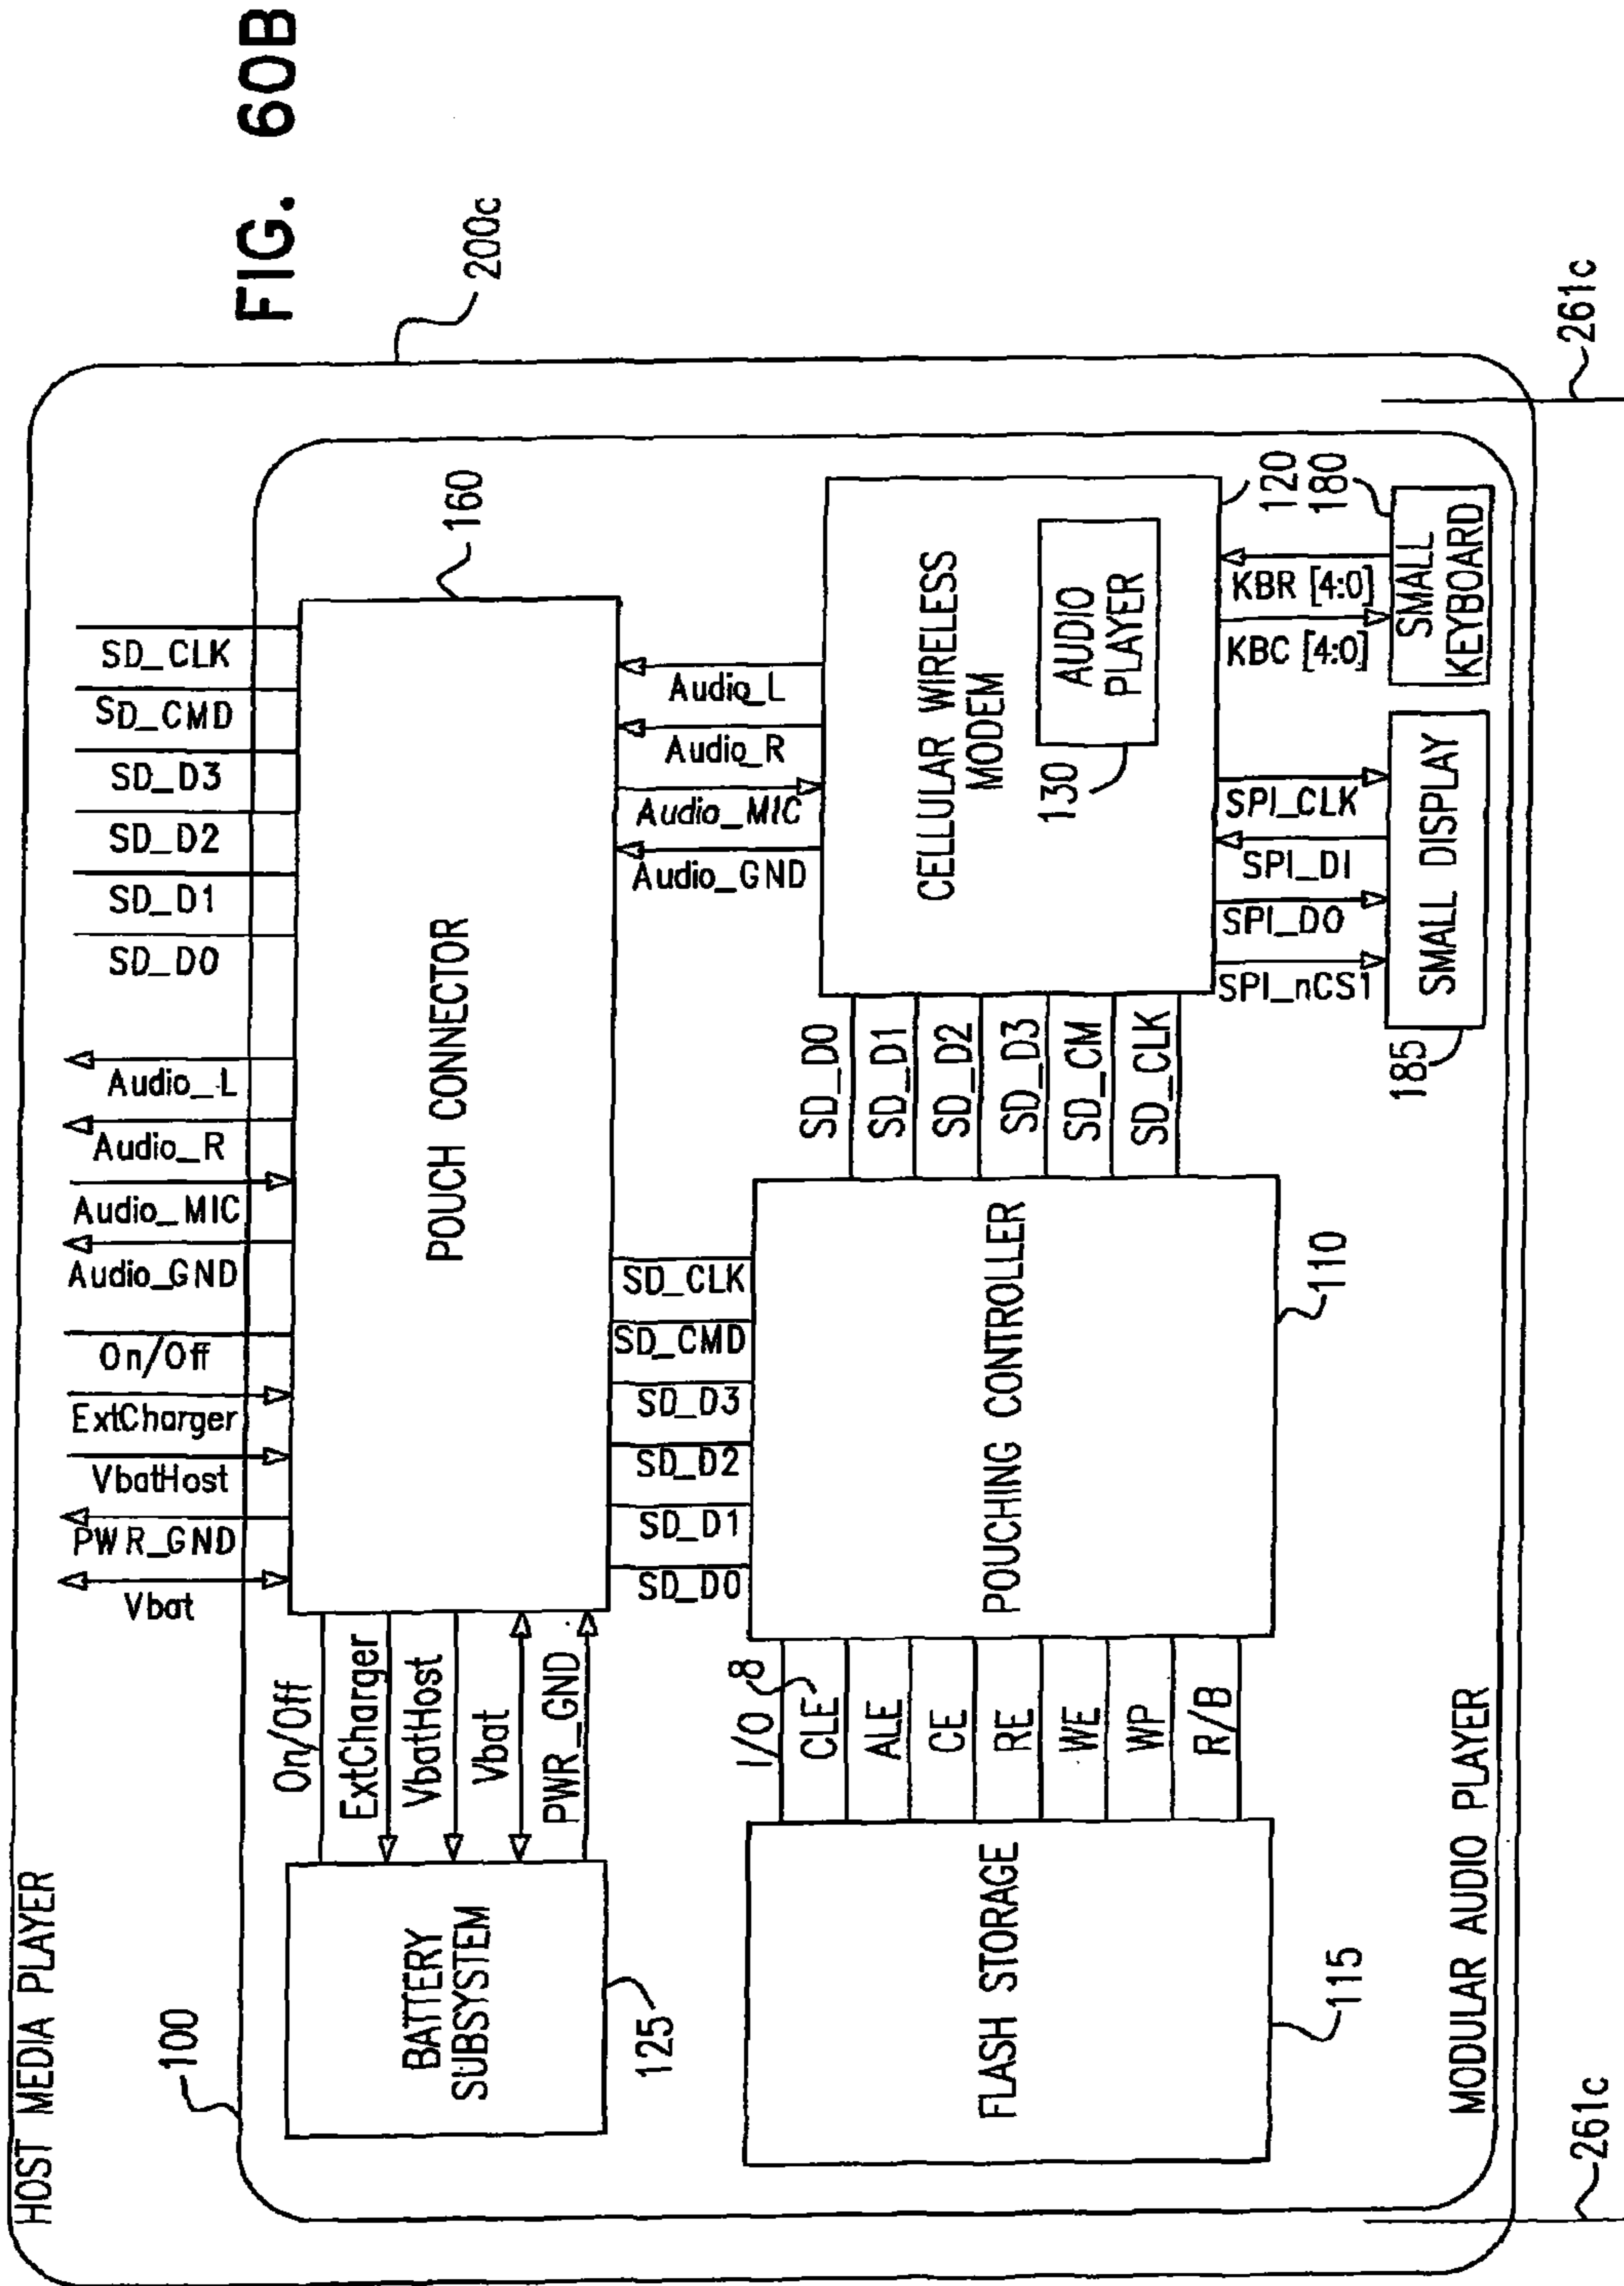 FIG. 60B
HOST MEDIA PLAYER
200c
100
Vbat
PWR_GND
VbatHost
ExtCharger
On/Off
Audio_GND
Audio_MIC
Audio_R
Audio_L
SD_D0
SD_D1
SD_D2
SD_D3
SD_CMD
SD_CLK
160
POUCH CONNECTOR
BATTERY
SUBSYSTEM
125
On/Off
ExtCharger
VbatHost
Vbat
PWR_GND
SD_D0
SD_D1
SD_D2
SD_D3
SD_CMD
SD_CLK
Audio_GND
Audio_MIC
Audio_R
Audio_L
FLASH STORAGE
115
I/O 8
CLE
ALE
CE
RE
WE
WP
R/B
POUCHING CONTROLLER
110
SD_D0
SD_D1
SD_D2
SD_D3
SD_CM
SD_CLK
CELLULAR WIRELESS
MODEM
AUDIO
PLAYER
130
120
180
SPI_nCS1
SPI_DO
SPI_DI
SPI_CLK
KBC [4:0]
KBR [4:0]
185
SMALL DISPLAY
SMALL
KEYBOARD
MODULAR AUDIO PLAYER
261c
261c